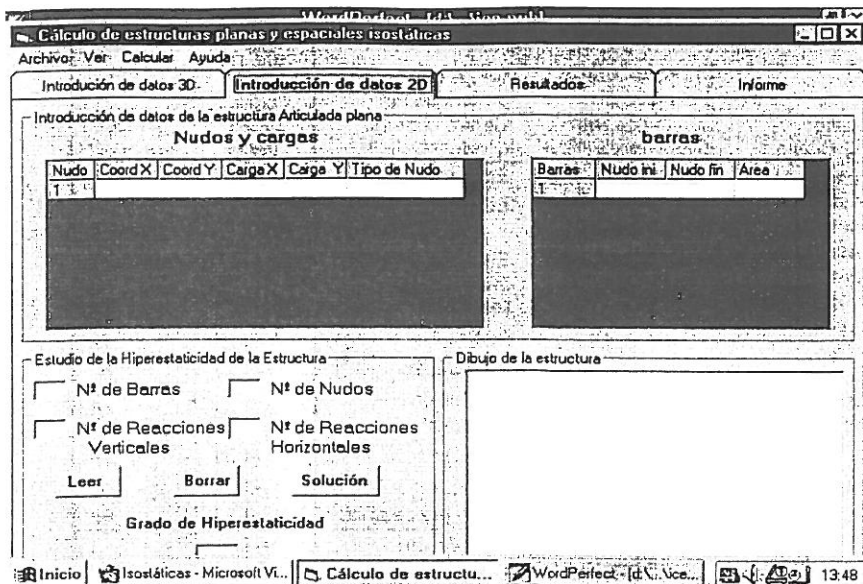 WordPerfect - [d:\...\ice.wpb]
Cálculo de estructuras planas y espaciales isostáticas
Archivo Ver Calcular Ayuda
Introdución de datos 3D Introducción de datos 2D Resultados Informe
Introducción de datos de la estructura Articulada plana
Nudos y cargas barras
Nudo Coord X Coord Y Carga X Carga Y Tipo de Nudo Barras Nudo ini Nudo fin Area
1 1
Estudio de la Hiperestaticidad de la Estructura Dibujo de la estructura
Nº de Barras Nº de Nudos
Nº de Reacciones Nº de Reacciones
Verticales Horizontales
Leer Borrar Solución
Grado de Hiperestaticidad
Inicio Isostáticas - Microsoft Vi... Cálculo de estructu... WordPerfect - [d:\...\ice... 13:48